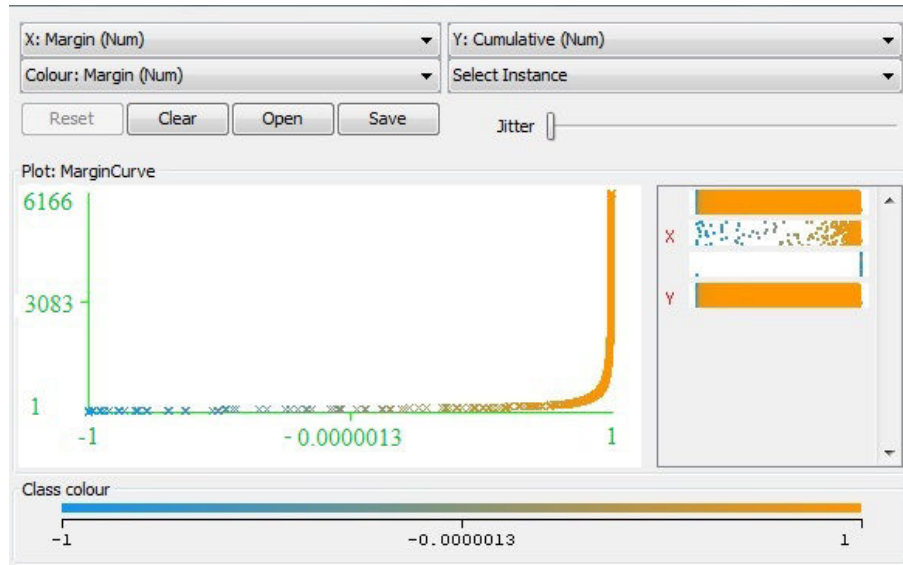 X: Margin (Num)
Y: Cumulative (Num)
Colour: Margin (Num)
Select Instance
Reset
Clear
Open
Save
Jitter
Plot: MarginCurve
6166
3083
1
-1
- 0.0000013
1
X
Y
Class colour
-1
-0.0000013
1